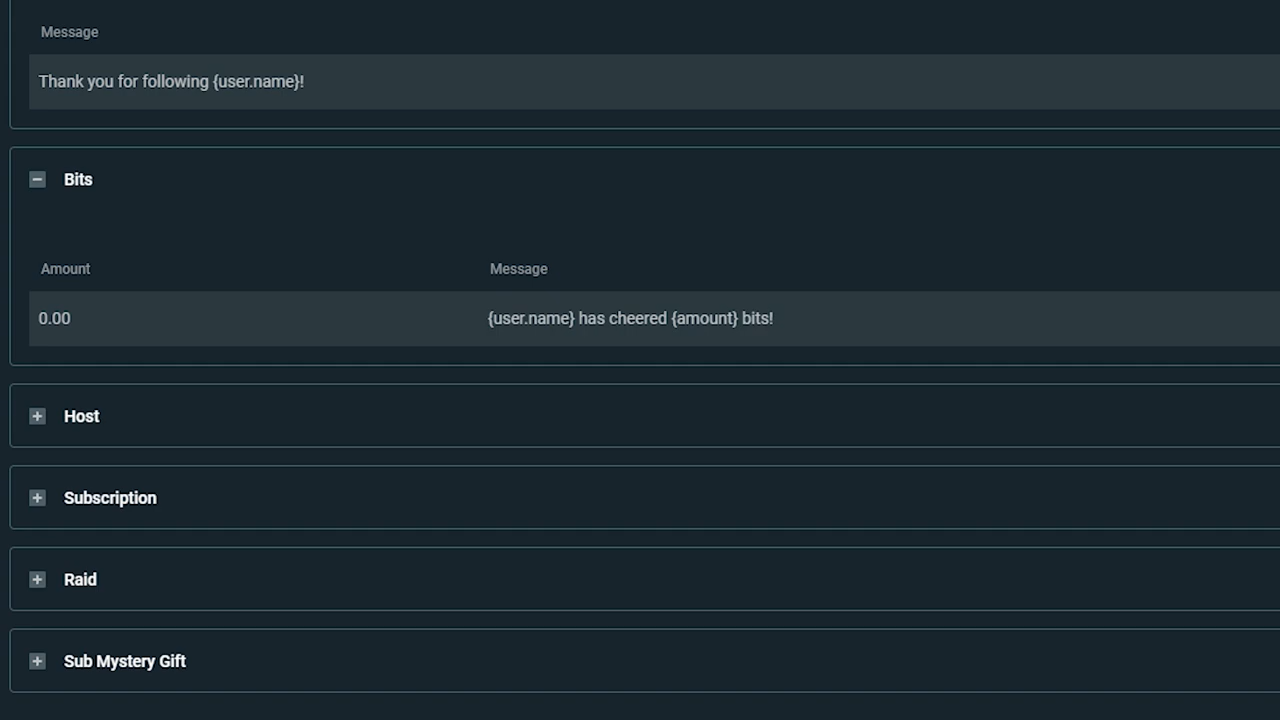 Message
Thank you for following {user.name}!
Bits
Amount Message
0.00 {user.name} has cheered {amount} bits!
Host
Subscription
Raid
Sub Mystery Gift